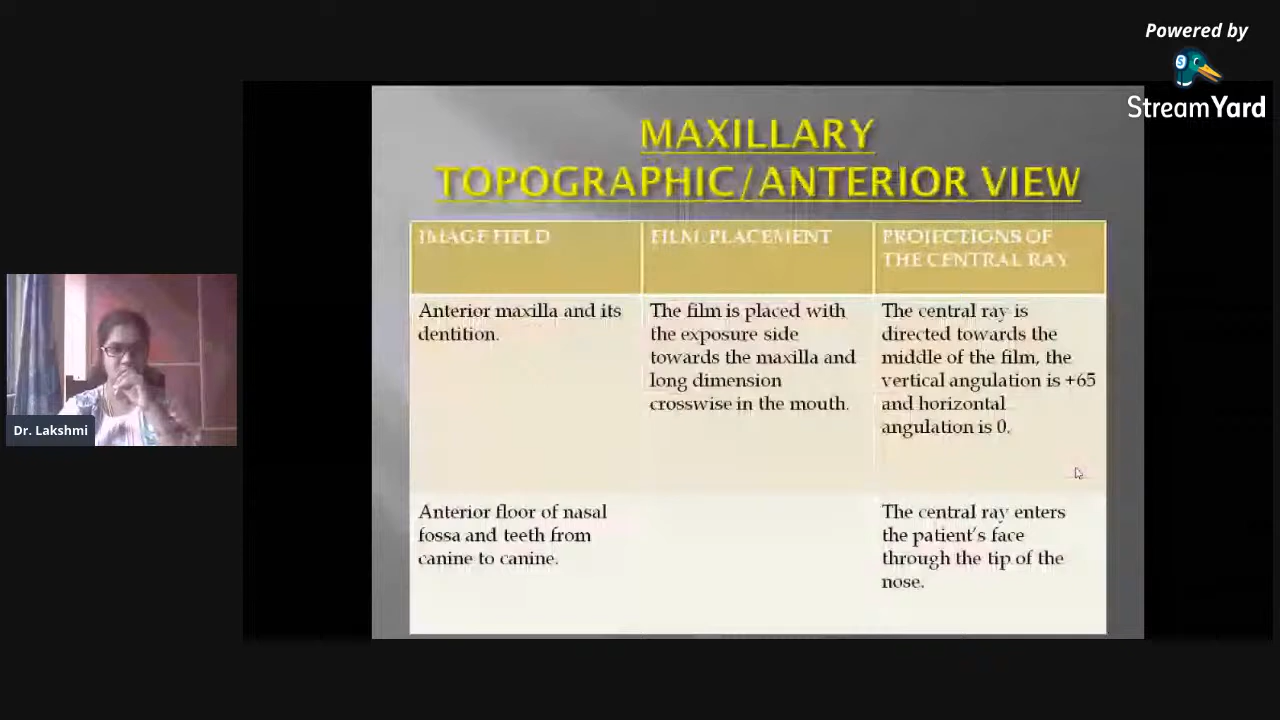 Powered by
StreamYard
MAXILLARY
TOPOGRAPHIC/ANTERIOR VIEW
IMAGE FIELD
FILM PLACEMENT
PROJECTIONS OF
THE CENTRAL RAY
Anterior maxilla and its
dentition.
The film is placed with
the exposure side
towards the maxilla and
long dimension
crosswise in the mouth.
The central ray is
directed towards the
middle of the film, the
vertical angulation is +65
and horizontal
angulation is 0.
Anterior floor of nasal
fossa and teeth from
canine to canine.
The central ray enters
the patient's face
through the tip of the
nose.
Dr. Lakshmi